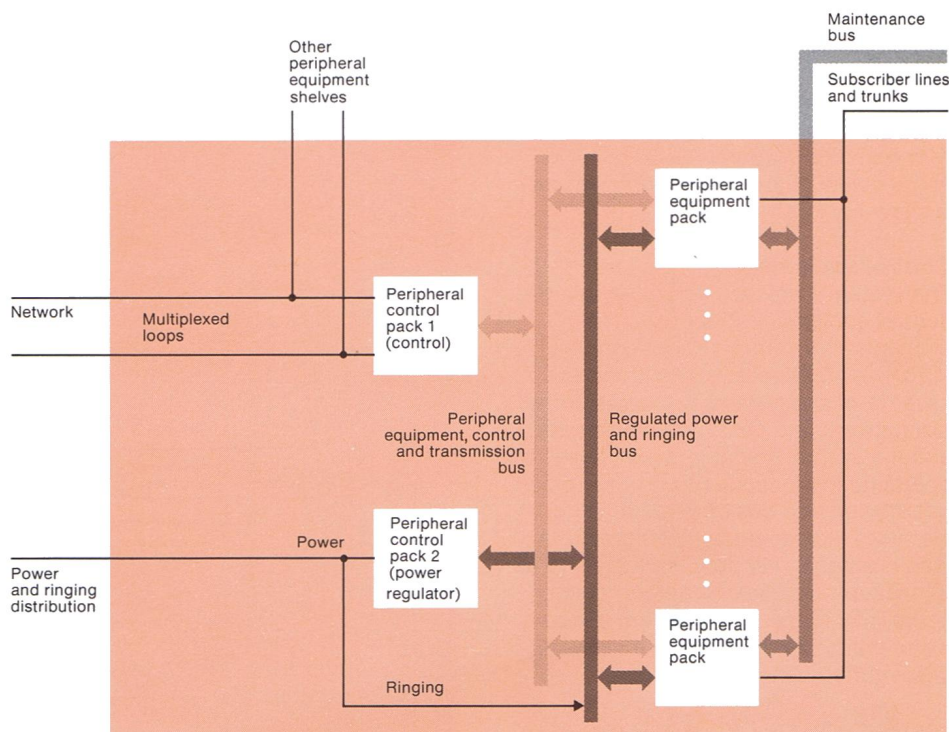 Maintenance
bus
Other
peripheral
equipment
shelves
Subscriber lines
and trunks
Peripheral
equipment
pack
Network
Multiplexed
loops
Peripheral
control
pack 1
(control)
Peripheral
equipment, control
and transmission
bus
Regulated power
and ringing
bus
Power
Peripheral
control
pack 2
(power
regulator)
Power
and ringing
distribution
Peripheral
equipment
pack
Ringing